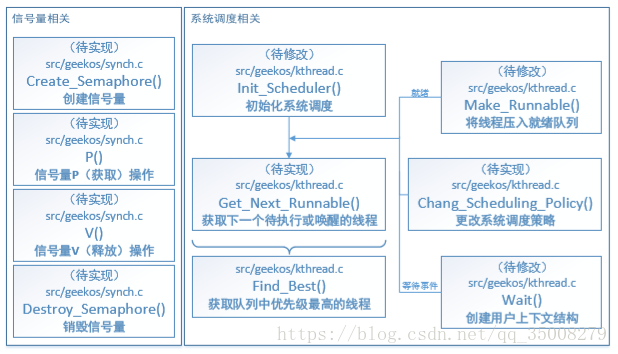 信号量相关
(待实现)
src/geekos/synch.c
Create_Semaphore()
创建信号量
(待实现)
src/geekos/synch.c
P()
信号量P（获取）操作
(待实现)
src/geekos/synch.c
V()
信号量V（释放）操作
(待实现)
src/geekos/synch.c
Destroy_Semaphore()
销毁信号量
系统调度相关
(待修改)
src/geekos/kthread.c
Init_Scheduler()
初始化系统调度
(待实现)
src/geekos/kthread.c
Get_Next_Runnable()
获取下一个待执行或唤醒的线程
src/geekos/kthread.c
Find_Best()
获取队列中优先级最高的线程
就绪
(待修改)
src/geekos/kthread.c
Make_Runnable()
将线程压入就绪队列
(待实现)
src/geekos/kthread.c
Chang_Scheduling_Policy()
更改系统调度策略
等待事件
(待修改)
src/geekos/kthread.c
Wait()
创建用户上下文结构
https://blog.csdn.net/qq_35008279